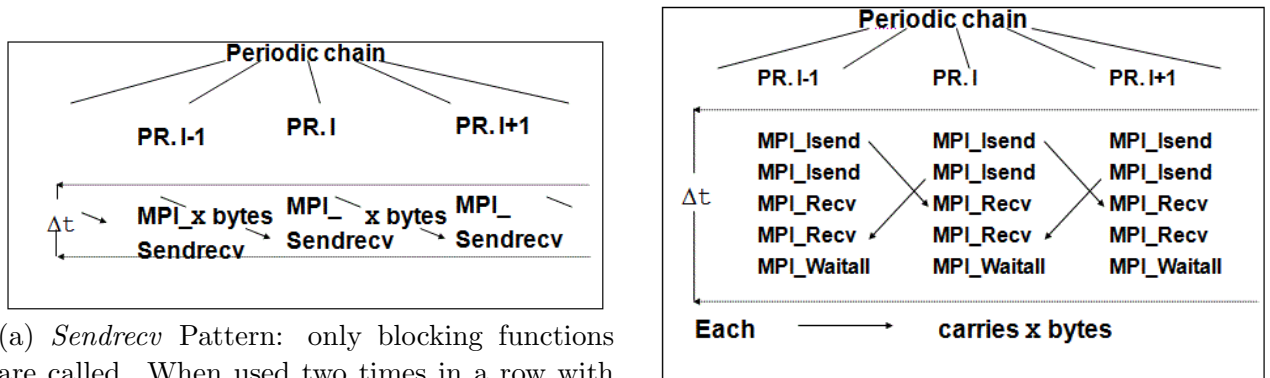 Periodic chain
PR. I-1
PR. I
PR. I+1
Δt
MPI_
x bytes
MPI_
x bytes
MPI_
Sendrecv
Sendrecv
Sendrecv
(a) Sendrecv Pattern: only blocking functions
are called. When used two times in a row with
Periodic chain
PR. I-1
PR. I
PR. I+1
MPI_Isend MPI_Isend MPI_Isend
MPI_Isend MPI_Isend MPI_Isend
Δt
MPI_Recv MPI_Recv MPI_Recv
MPI_Recv MPI_Recv MPI_Recv
MPI_Waitall MPI_Waitall MPI_Waitall
Each carries x bytes